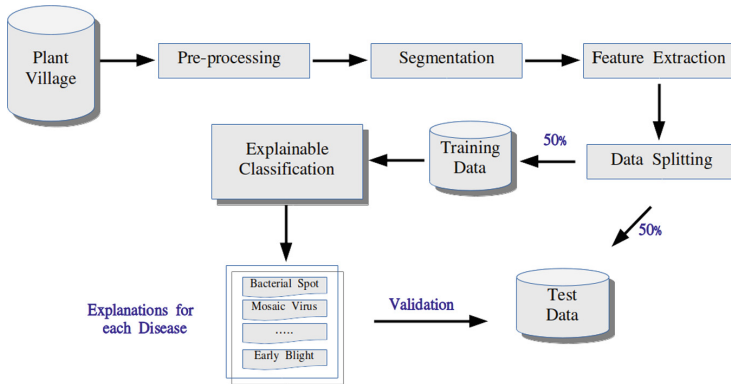 Plant
Village
Pre-processing
Segmentation
Feature Extraction
Explainable
Classification
Training
Data
50%
Data Splitting
50%
Bacterial Spot
Mosaic Virus
.....
Early Blight
Explanations for
each Disease
Validation
Test
Data